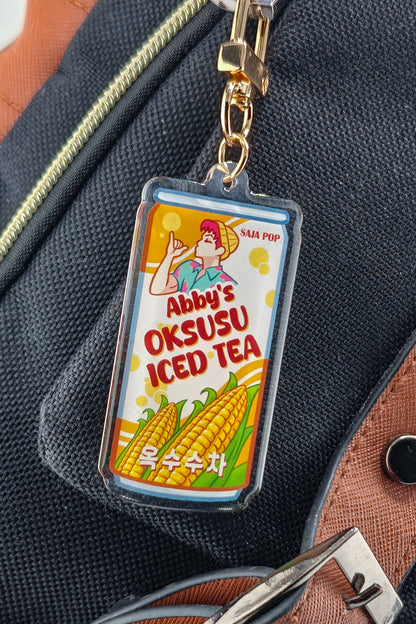 SAJA POP
Abby's
OKSUSU
ICED TEA
옥수수차